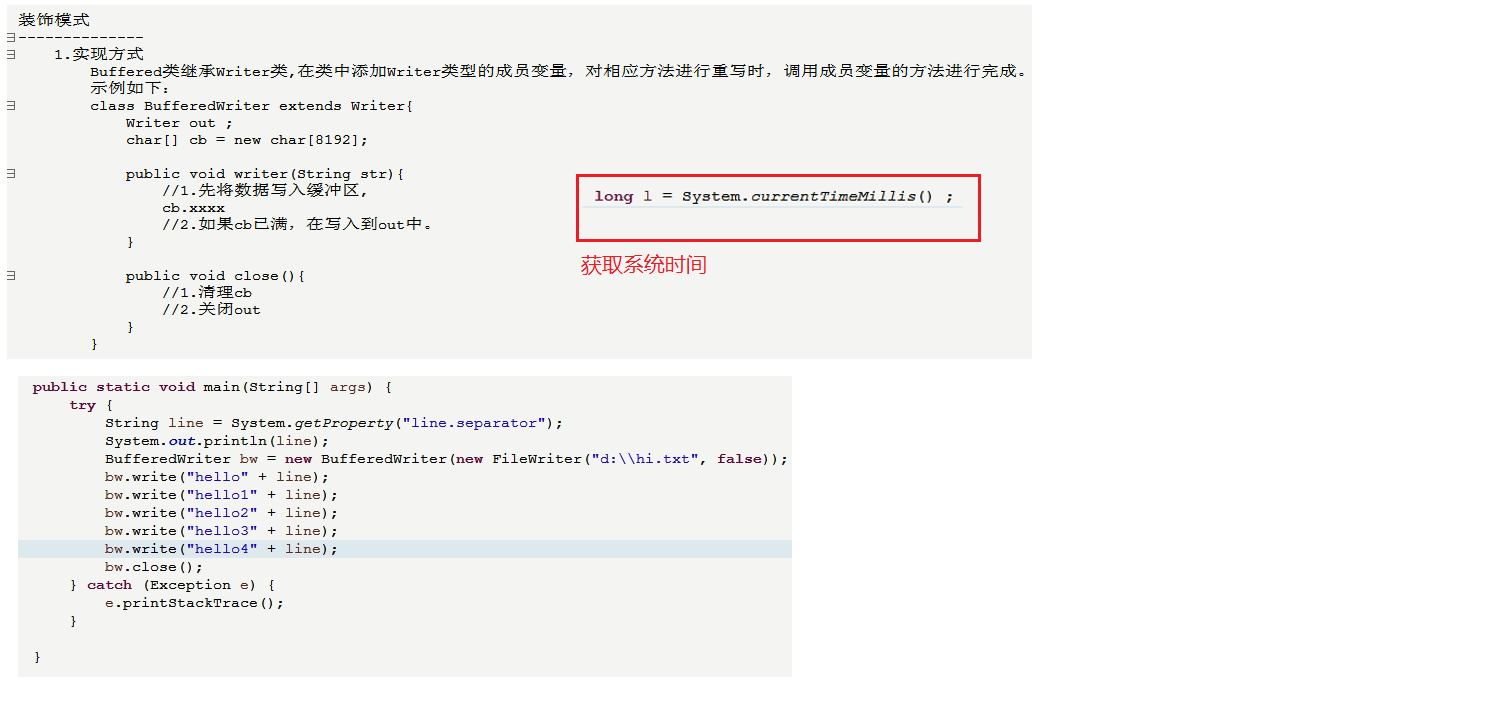 装饰模式
--------------
1.实现方式
Buffered类继承Writer类,在类中添加Writer类型的成员变量，对相应方法进行重写时，调用成员变量的方法进行完成。
示例如下：
class BufferedWriter extends Writer{
Writer out ;
char[] cb = new char[8192];
public void writer(String str){
//1.先将数据写入缓冲区,
cb.xxxx
//2.如果cb已满，在写入到out中。
}
public void close(){
//1.清理cb
//2.关闭out
}
}
long l = System.currentTimeMillis() ;
获取系统时间
public static void main(String[] args) {
try {
String line = System.getProperty("line.separator");
System.out.println(line);
BufferedWriter bw = new BufferedWriter(new FileWriter("d:\\hi.txt", false));
bw.write("hello" + line);
bw.write("hello1" + line);
bw.write("hello2" + line);
bw.write("hello3" + line);
bw.write("hello4" + line);
bw.close();
} catch (Exception e) {
e.printStackTrace();
}
}